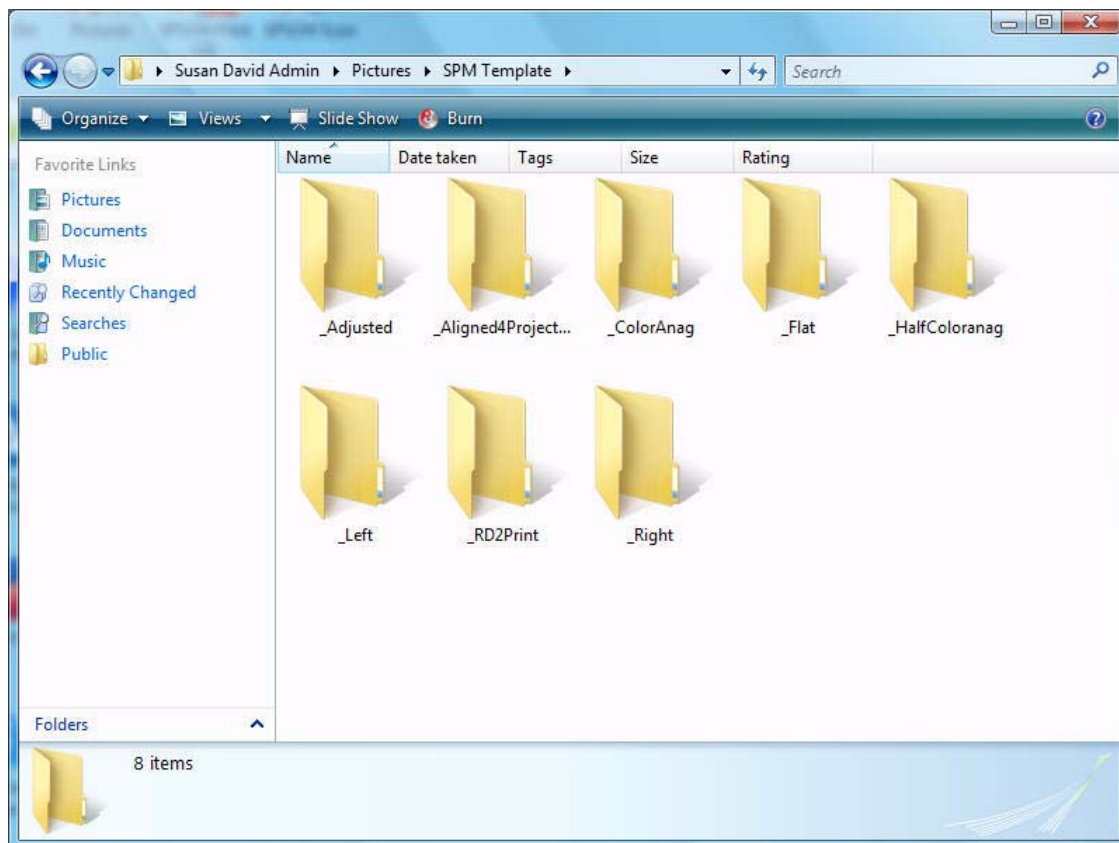 Susan David Admin Pictures SPM Template Search
Organize Views Slide Show Burn
Favorite Links
Pictures
Documents
Music
Recently Changed
Searches
Public
Folders
Name Date taken Tags Size Rating
_Adjusted _Aligned4Project... _ColorAnag _Flat _HalfColoranag
_Left _RD2Print _Right
8 items